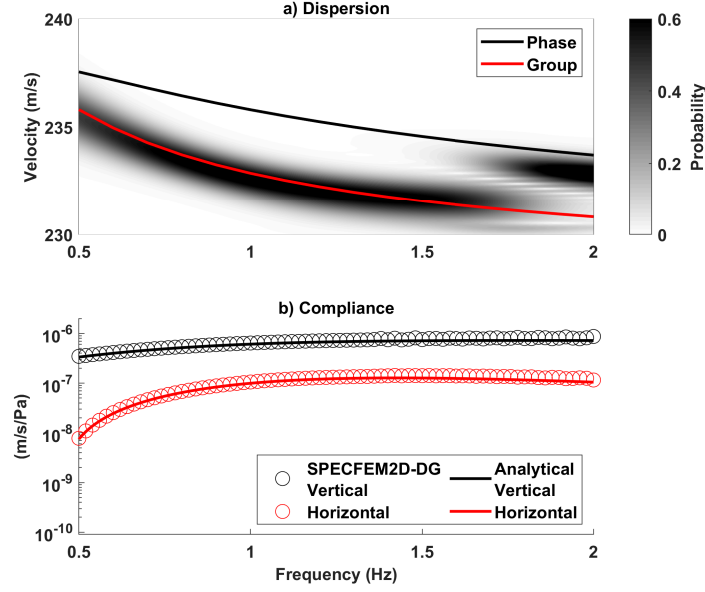 a) Dispersion
240
235
230
Velocity (m/s)
0.5
1
1.5
2
Phase
Group
0.6
0.4
0.2
0
Probability
b) Compliance
10^-6
10^-7
10^-8
10^-9
10^-10
(m/s/Pa)
SPECFEM2D-DG
Vertical
Horizontal
Analytical
Vertical
Horizontal
0.5
1
1.5
2
Frequency (Hz)